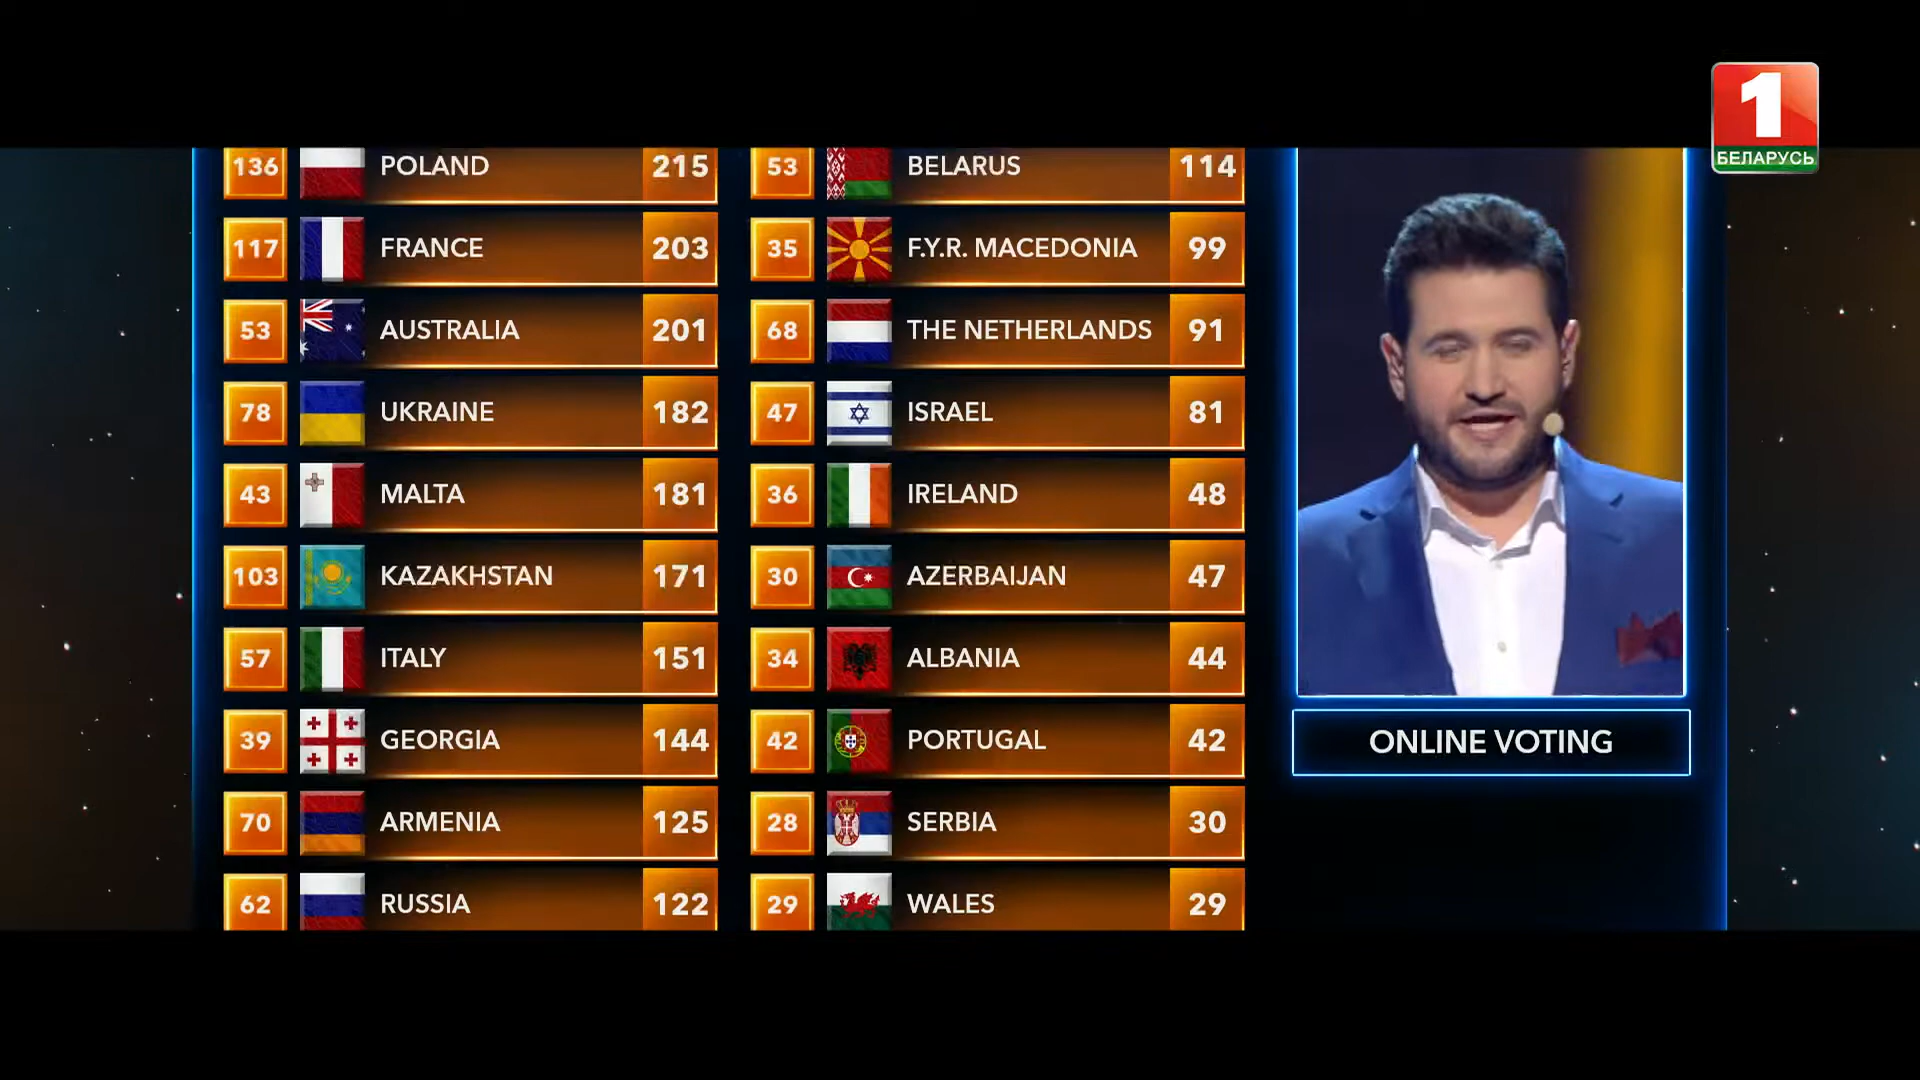 1
БЕЛАРУСЬ
136 POLAND 215
117 FRANCE 203
53 AUSTRALIA 201
78 UKRAINE 182
43 MALTA 181
103 KAZAKHSTAN 171
57 ITALY 151
39 GEORGIA 144
70 ARMENIA 125
62 RUSSIA 122
53 BELARUS 114
35 F.Y.R. MACEDONIA 99
68 THE NETHERLANDS 91
47 ISRAEL 81
36 IRELAND 48
30 AZERBAIJAN 47
34 ALBANIA 44
42 PORTUGAL 42
28 SERBIA 30
29 WALES 29
ONLINE VOTING